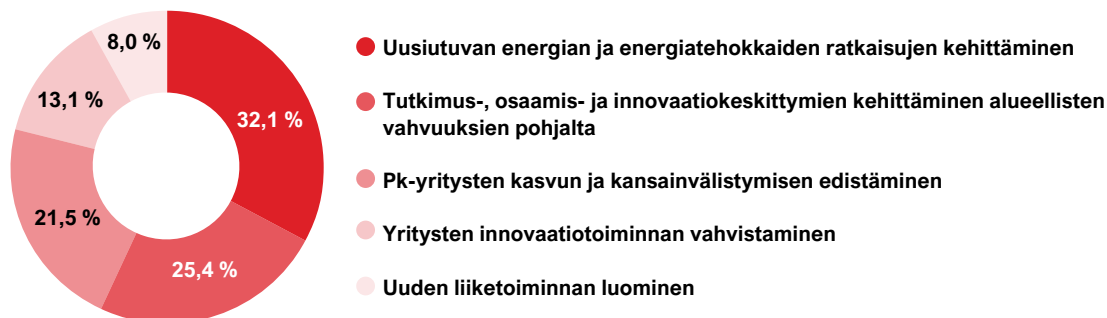 8,0 %
13,1 %
32,1 %
21,5 %
25,4 %
Uusiutuvan energian ja energiatehokkaiden ratkaisujen kehittäminen
Tutkimus-, osaamis- ja innovaatiokeskittymien kehittäminen alueellisten
vahvuuksien pohjalta
Pk-yritysten kasvun ja kansainvälistymisen edistäminen
Yritysten innovaatiotoiminnan vahvistaminen
Uuden liiketoiminnan luominen